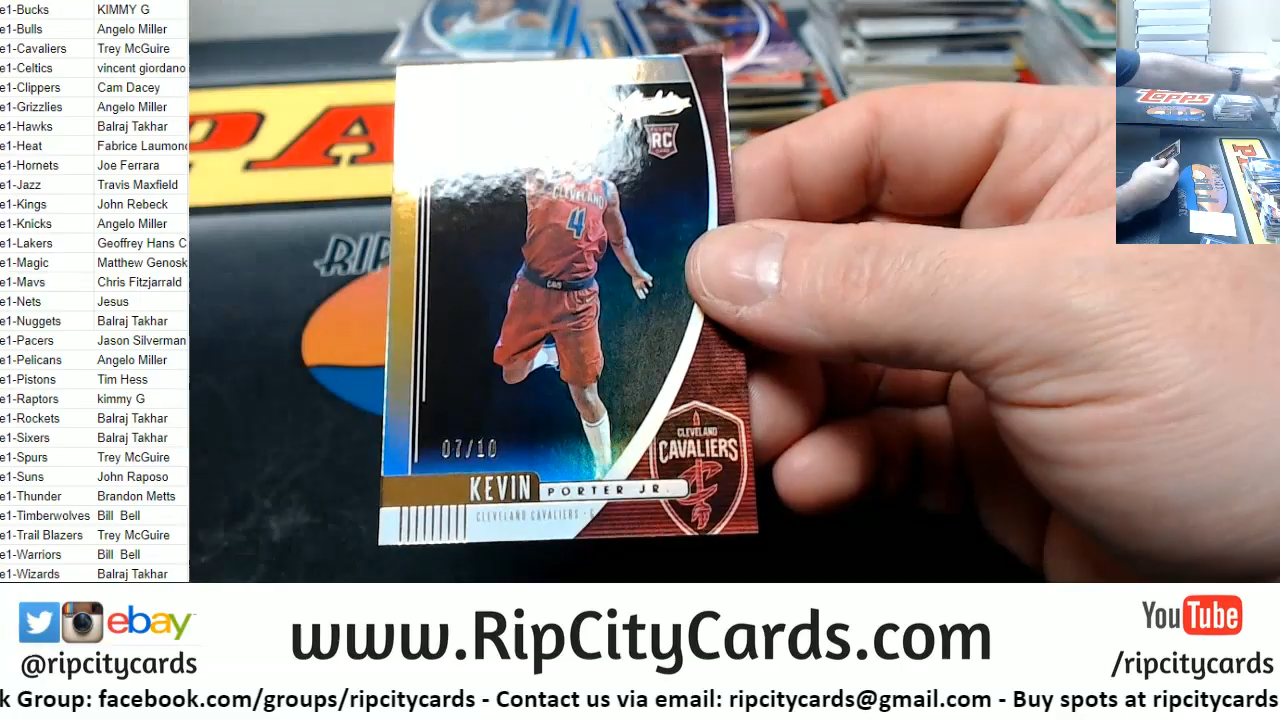 e1-Bucks KIMMY G
e1-Bulls Angelo Miller
e1-Cavaliers Trey McGuire
e1-Celtics vincent giordano
e1-Clippers Cam Dacey
e1-Grizzlies Angelo Miller
e1-Hawks Balraj Takhar
e1-Heat Fabrice Laumond
e1-Hornets Joe Ferrara
e1-Jazz Travis Maxfield
e1-Kings John Rebeck
e1-Knicks Angelo Miller
e1-Lakers Geoffrey Hans C
e1-Magic Matthew Genosk
e1-Mavs Chris Fitzjarrald
e1-Nets Jesus
e1-Nuggets Balraj Takhar
e1-Pacers Jason Silverman
e1-Pelicans Angelo Miller
e1-Pistons Tim Hess
e1-Raptors kimmy G
e1-Rockets Balraj Takhar
e1-Sixers Balraj Takhar
e1-Spurs Trey McGuire
e1-Suns John Raposo
e1-Thunder Brandon Metts
e1-Timberwolves Bill Bell
e1-Trail Blazers Trey McGuire
e1-Warriors Bill Bell
e1-Wizards Balraj Takhar
PA
RIP
RC
CLEVELAND
4
CAVS
07/10
CLEVELAND
CAVALIERS
KEVIN PORTER JR.
CLEVELAND CAVALIERS - G
TOPPS
PA
ebay
@ripcitycards
www.RipCityCards.com
YouTube
/ripcitycards
k Group: facebook.com/groups/ripcitycards - Contact us via email: ripcitycards@gmail.com - Buy spots at ripcitycards